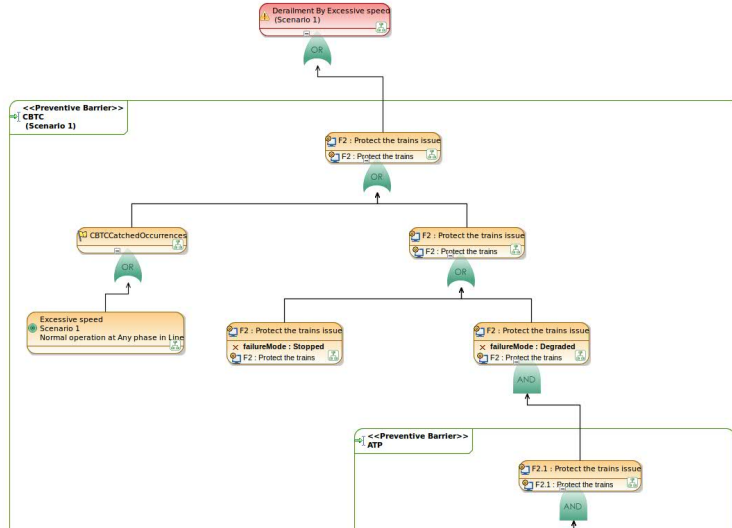 Derailment By Excessive speed
(Scenario 1)
OR
<<Preventive Barrier>>
CBTC
(Scenario 1)
F2 : Protect the trains issue
F2 : Protect the trains
OR
CBTCCatchedOccurrences
F2 : Protect the trains issue
F2 : Protect the trains
OR
OR
Excessive speed
Scenario 1
Normal operation at Any phase in Line
F2 : Protect the trains issue
failureMode : Stopped
F2 : Protect the trains
F2 : Protect the trains issue
failureMode : Degraded
F2 : Protect the trains
AND
<<Preventive Barrier>>
ATP
F2.1 : Protect the trains issue
F2.1 : Protect the trains
AND